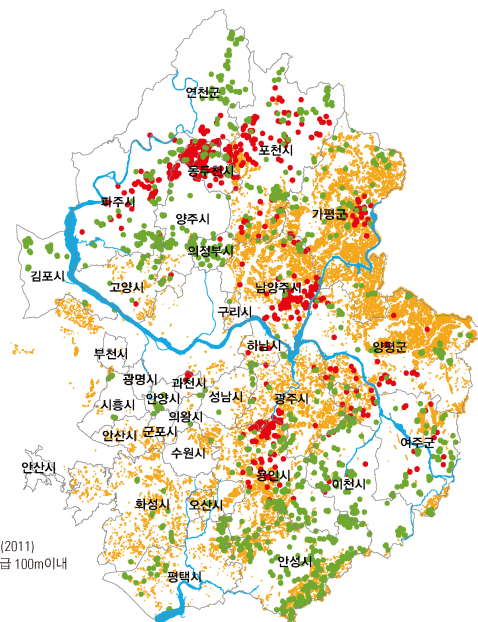 연천군
포천시
동두천시
파주시
가평군
양주시
의정부시
김포시
고양시
남양주시
구리시
하남시
부천시
양평군
광명시
과천시
시흥시
안양시
성남시
광주시
의왕시
안산시
군포시
여주군
수원시
안산시
용인시
이천시
화성시
오산시
(2011)
급 100m이내
안성시
평택시